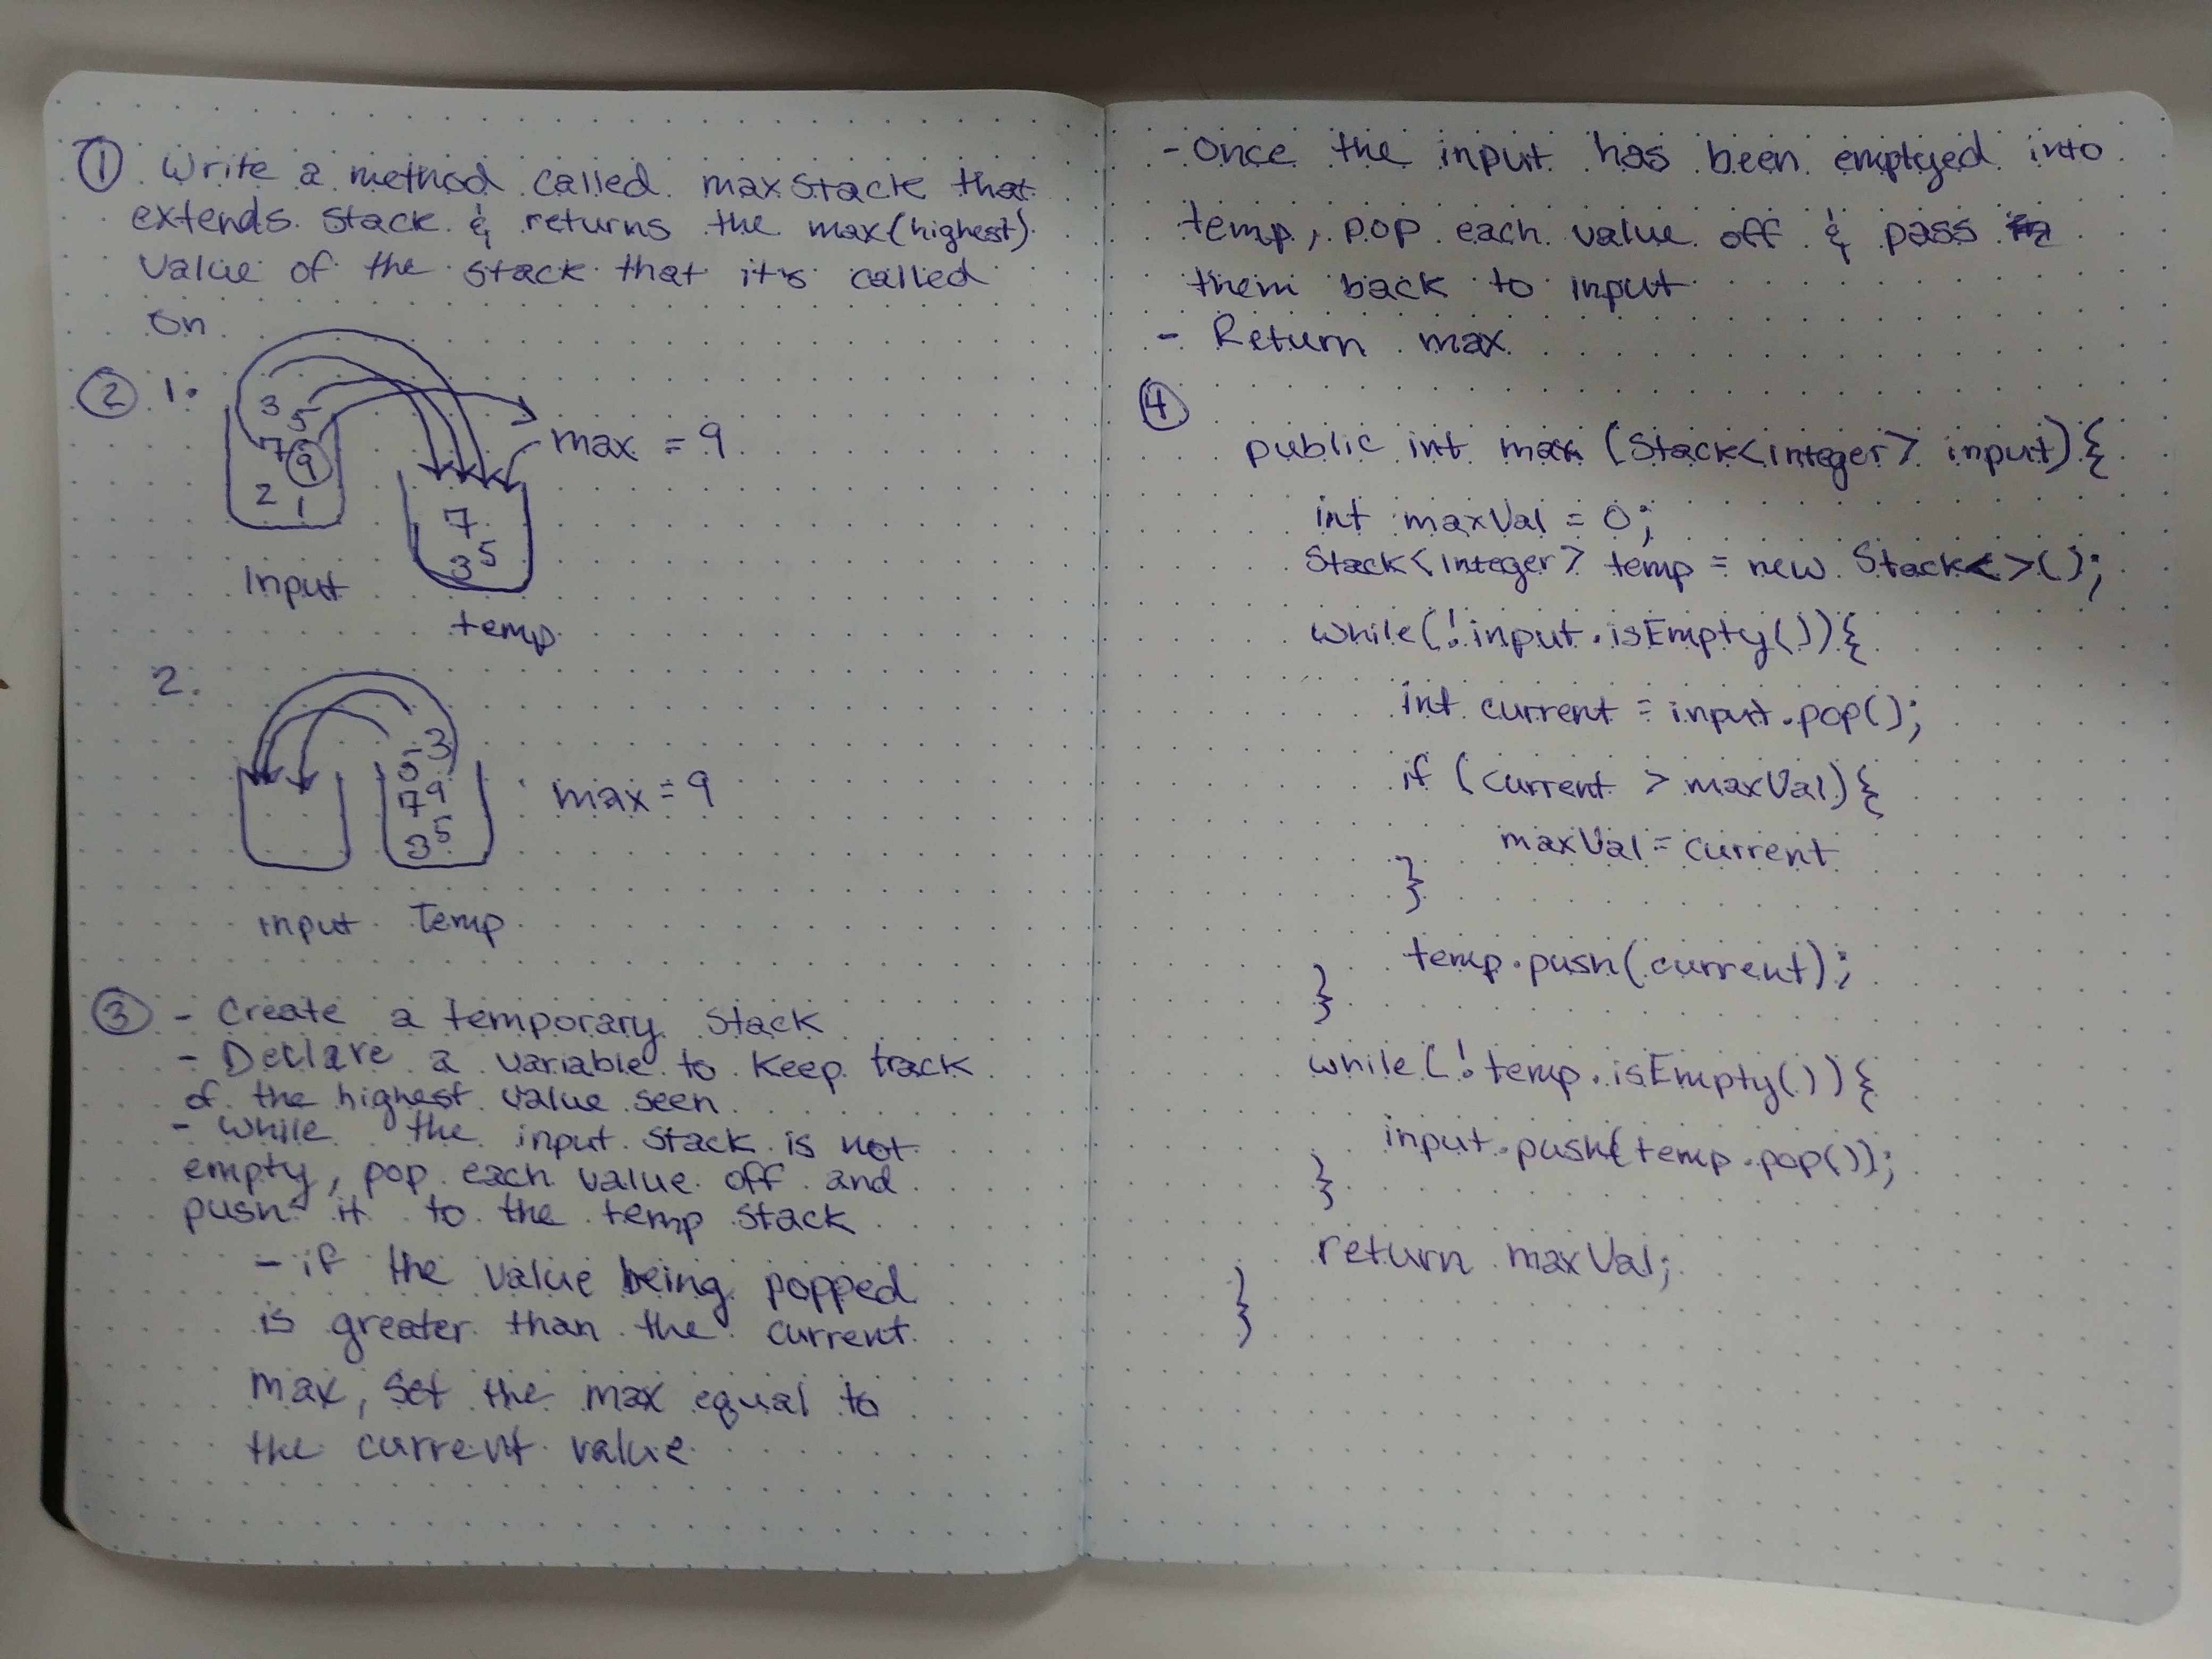 ① Write a method called maxStack that
extends Stack & returns the max (highest)
value of the stack that it's called
on
② 1.
3 5
7 9
2 1
max = 9
7
3 5
Input
temp
2.
3
5
7 9
3 5
max = 9
input Temp
③ - Create a temporary stack
- Declare a variable to keep track
of the highest value seen
- while the input stack is not
empty, pop each value off and
push it to the temp stack
- if the value being popped
is greater than the current
max, set the max equal to
the current value
- Once the input has been emptyed into
temp, pop each value off & pass
them back to input
- Return max
④
public int max (Stack<Integer> input){
int maxVal = 0;
Stack<Integer> temp = new Stack<>();
while(!input.isEmpty()){
int current = input.pop();
if (current > maxVal){
maxVal = current
}
temp.push(current);
}
while(!temp.isEmpty()){
input.push(temp.pop());
}
return maxVal;
}